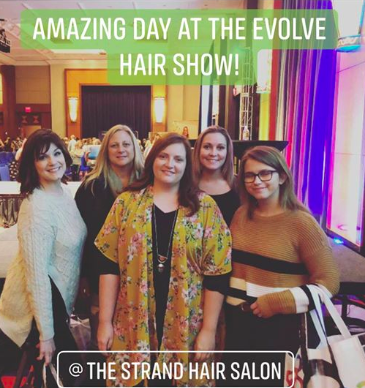 AMAZING DAY AT THE EVOLVE
HAIR SHOW!
@ THE STRAND HAIR SALON